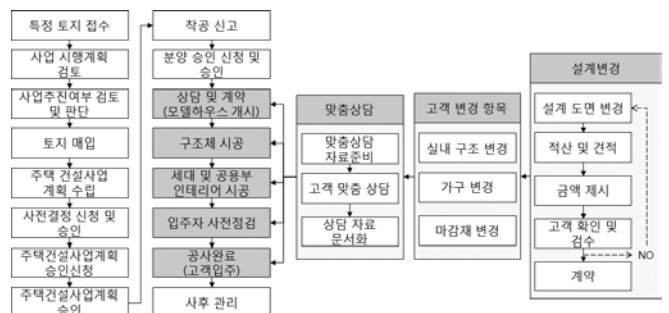 특정 토지 접수
사업 시행계획
검토
사업추진여부 검토
및 판단
토지 매입
주택 건설사업
계획 수립
사전결정 신청 및
승인
주택건설사업계획
승인신청
주택건설사업계획
승인
착공 신고
분양 승인 신청 및
승인
상담 및 계약
(모델하우스 개시)
구조체 시공
세대 및 공용부
인테리어 시공
입주자 사전점검
공사완료
(고객입주)
사후 관리
맞춤상담
맞춤상담
자료준비
고객 맞춤 상담
상담 자료
문서화
고객 변경 항목
실내 구조 변경
가구 변경
마감재 변경
설계변경
설계 도면 변경
적산 및 견적
금액 제시
고객 확인 및
검수
NO
계약